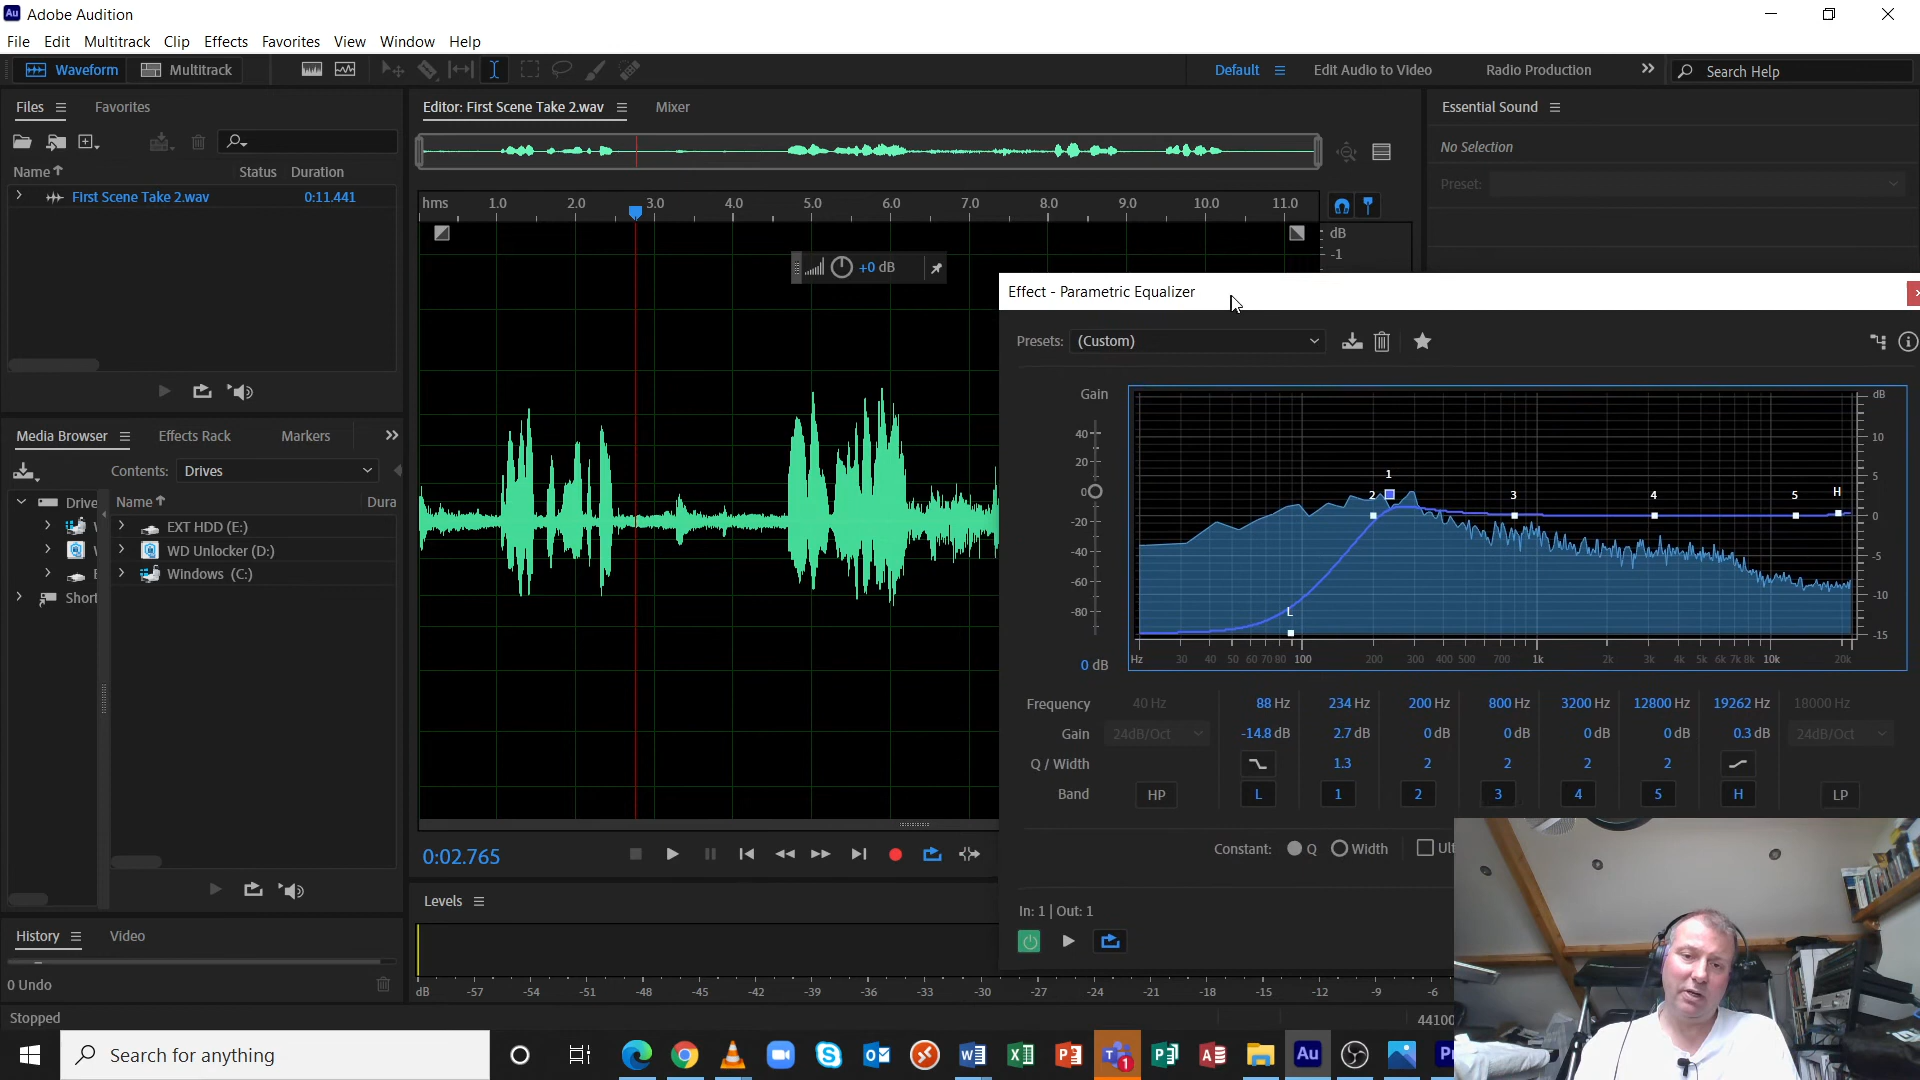 Au Adobe Audition
File Edit Multitrack Clip Effects Favorites View Window Help
Waveform Multitrack Default Edit Audio to Video Radio Production Search Help
Files Favorites Editor: First Scene Take 2.wav Mixer Essential Sound
No Selection
Name Status Duration
Preset:
First Scene Take 2.wav 0:11.441
hms 1.0 2.0 3.0 4.0 5.0 6.0 7.0 8.0 9.0 10.0 11.0
dB
-1
+0 dB
Effect - Parametric Equalizer
Presets: (Custom)
Gain dB
40 20 0 -20 -40 -60 -80
10 5 0 -5 -10 -15
1 2 3 4 5 H
L
0 dB
Hz 30 40 50 60 70 80 100 200 300 400 500 700 1k 2k 3k 4k 5k 6k 7k 8k 10k 20k
Frequency 40 Hz 88 Hz 234 Hz 200 Hz 800 Hz 3200 Hz 12800 Hz 19262 Hz 18000 Hz
Gain 24dB/Oct -14.8 dB 2.7 dB 0 dB 0 dB 0 dB 0 dB 0.3 dB 24dB/Oct
Q / Width 1.3 2 2 2 2
Band HP L 1 2 3 4 5 H LP
Constant: Q Width Ult
In: 1 | Out: 1
Media Browser Effects Rack Markers
Contents: Drives
Drive Name Dura
EXT HDD (E:)
WD Unlocker (D:)
Windows (C:)
Short
0:02.765
Levels
dB -57 -54 -51 -48 -45 -42 -39 -36 -33 -30 -27 -24 -21 -18 -15 -12 -9 -6
History Video
0 Undo
Stopped
44100
Search for anything
1
Au